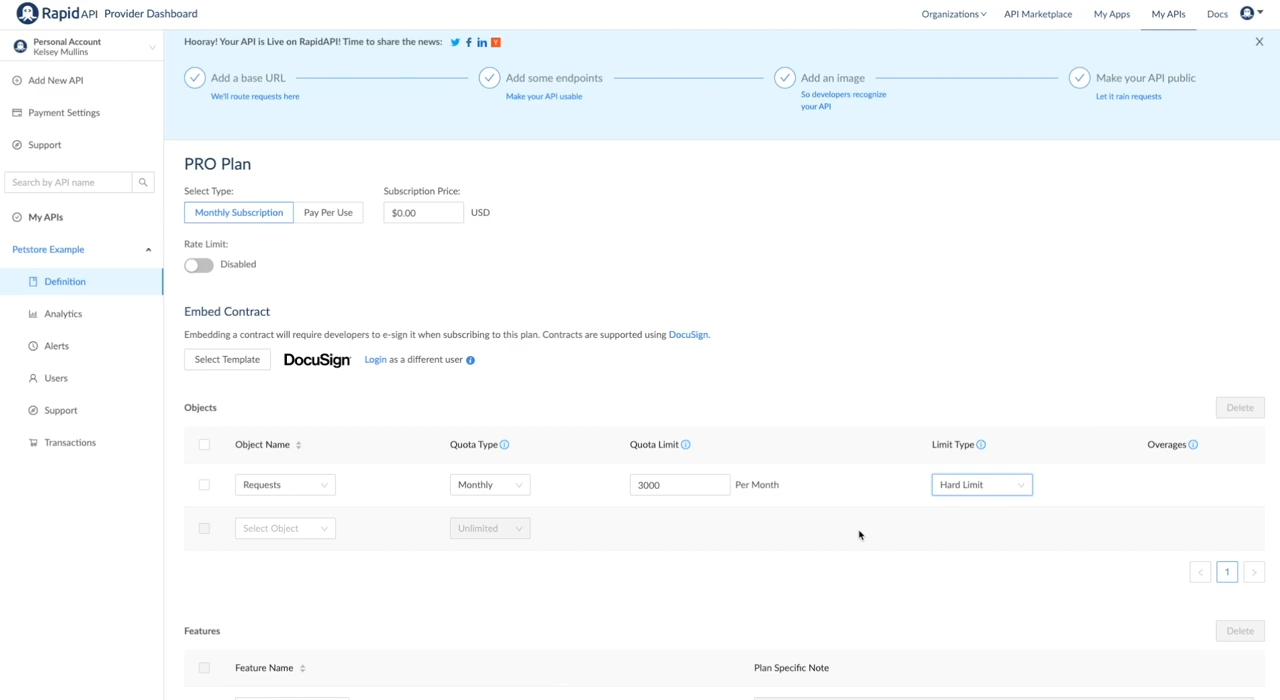 RapidAPI Provider Dashboard
Organizations API Marketplace My Apps My APIs Docs
Personal Account
Kelsey Mullins
Add New API
Payment Settings
Support
Search by API name
My APIs
Petstore Example
Definition
Analytics
Alerts
Users
Support
Transactions
Hooray! Your API is Live on RapidAPI! Time to share the news:
Add a base URL
We'll route requests here
Add some endpoints
Make your API usable
Add an image
So developers recognize
your API
Make your API public
Let it rain requests
PRO Plan
Select Type: Subscription Price:
Monthly Subscription Pay Per Use $0.00 USD
Rate Limit:
Disabled
Embed Contract
Embedding a contract will require developers to e-sign it when subscribing to this plan. Contracts are supported using DocuSign.
Select Template DocuSign Login as a different user
Objects Delete
Object Name Quota Type Quota Limit Limit Type Overages
Requests Monthly 3000 Per Month Hard Limit
Select Object Unlimited
< 1 >
Features Delete
Feature Name Plan Specific Note